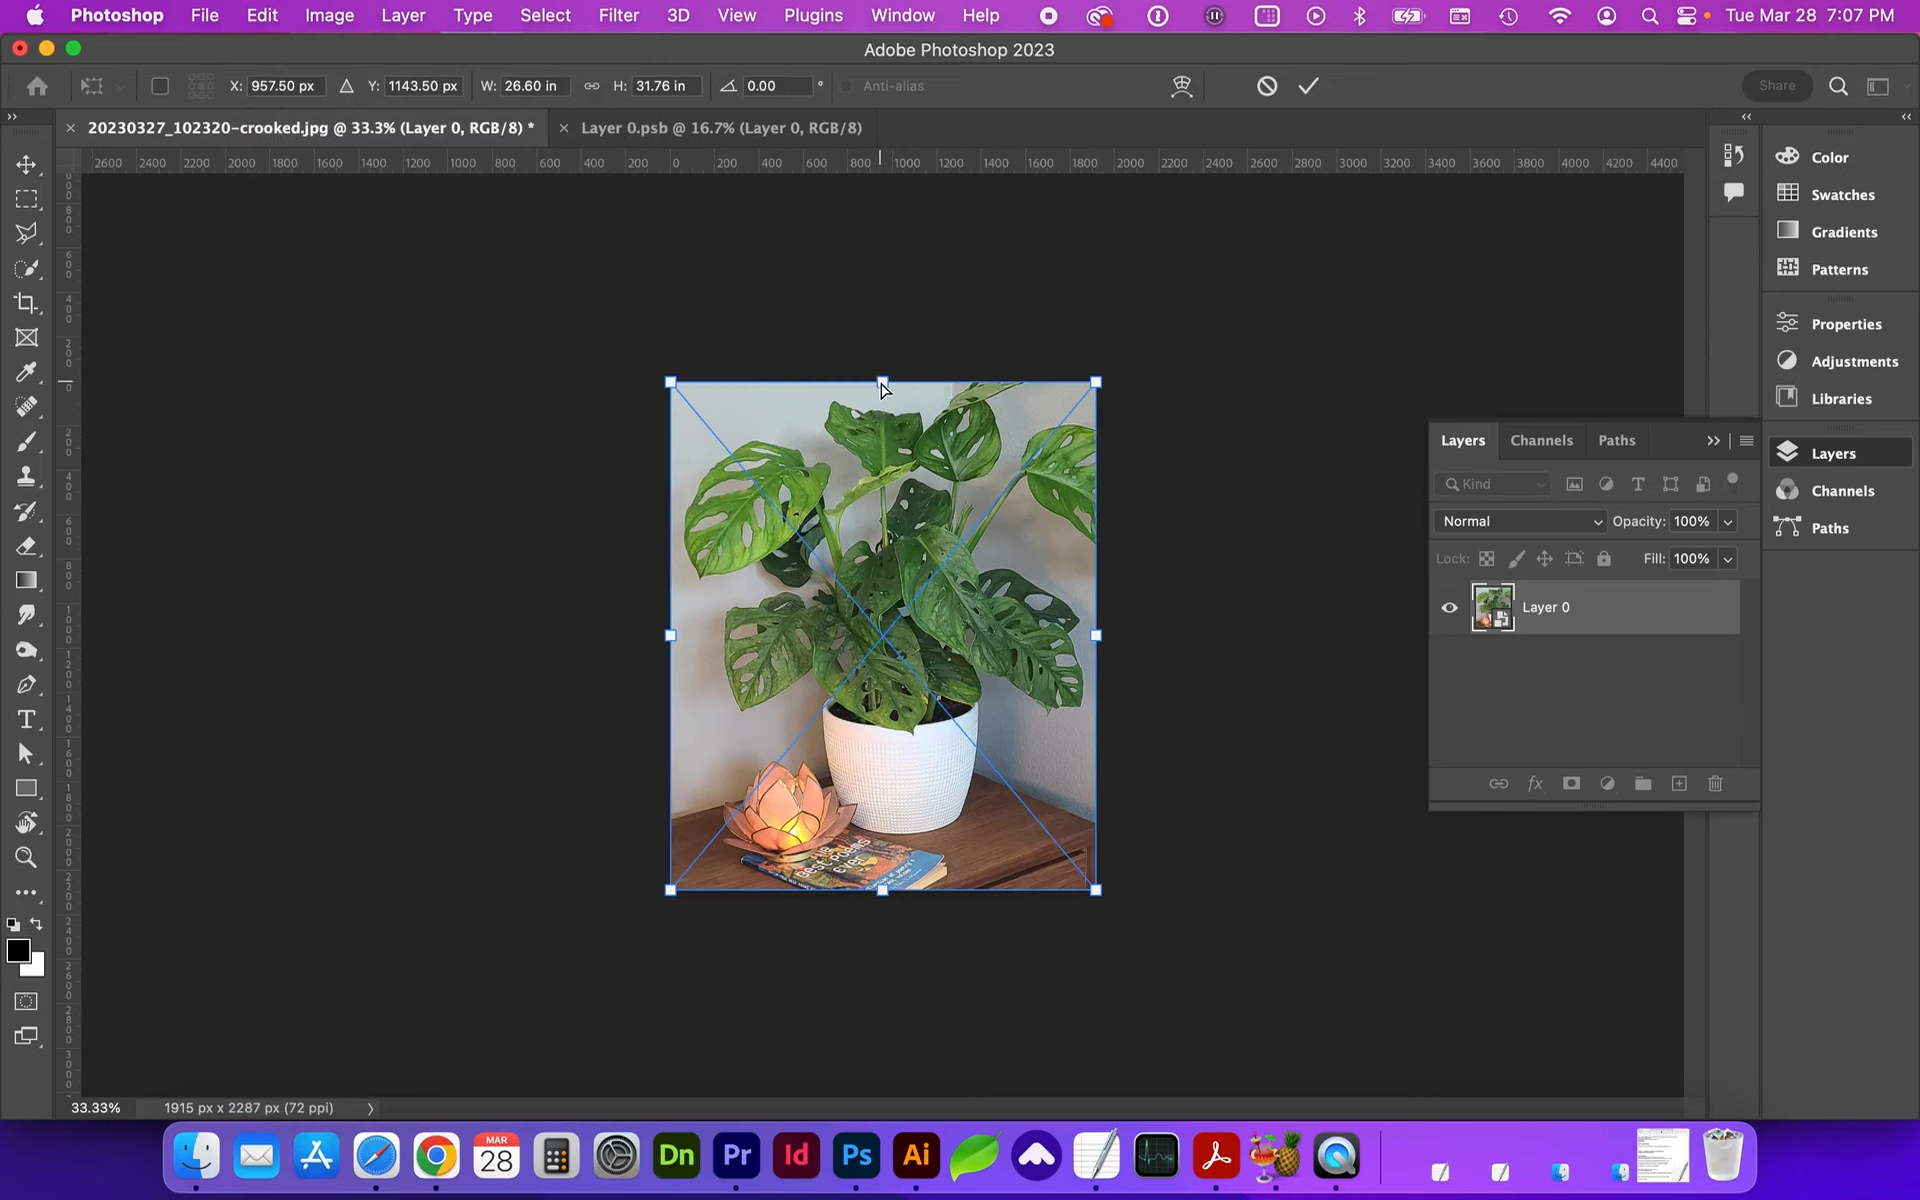 Photoshop File Edit Image Layer Type Select Filter 3D View Plugins Window Help Tue Mar 28 7:07 PM
Adobe Photoshop 2023
X: 957.50 px Y: 1143.50 px W: 26.60 in H: 31.76 in 0.00 ° Anti-alias Share
20230327_102320-crooked.jpg @ 33.3% (Layer 0, RGB/8) * Layer 0.psb @ 16.7% (Layer 0, RGB/8)
2600 2400 2200 2000 1800 1600 1400 1200 1000 800 600 400 200 0 200 400 600 800 1000 1200 1400 1600 1800 2000 2200 2400 2600 2800 3000 3200 3400 3600 3800 4000 4200 4400
Color
Swatches
Gradients
Patterns
Properties
Adjustments
Libraries
Layers
Channels
Paths
Layers Channels Paths
Kind
Normal Opacity: 100%
Lock: Fill: 100%
Layer 0
Best Poems
Ever
33.33% 1915 px x 2287 px (72 ppi)
MAR
28 Dn Pr Id Ps Ai